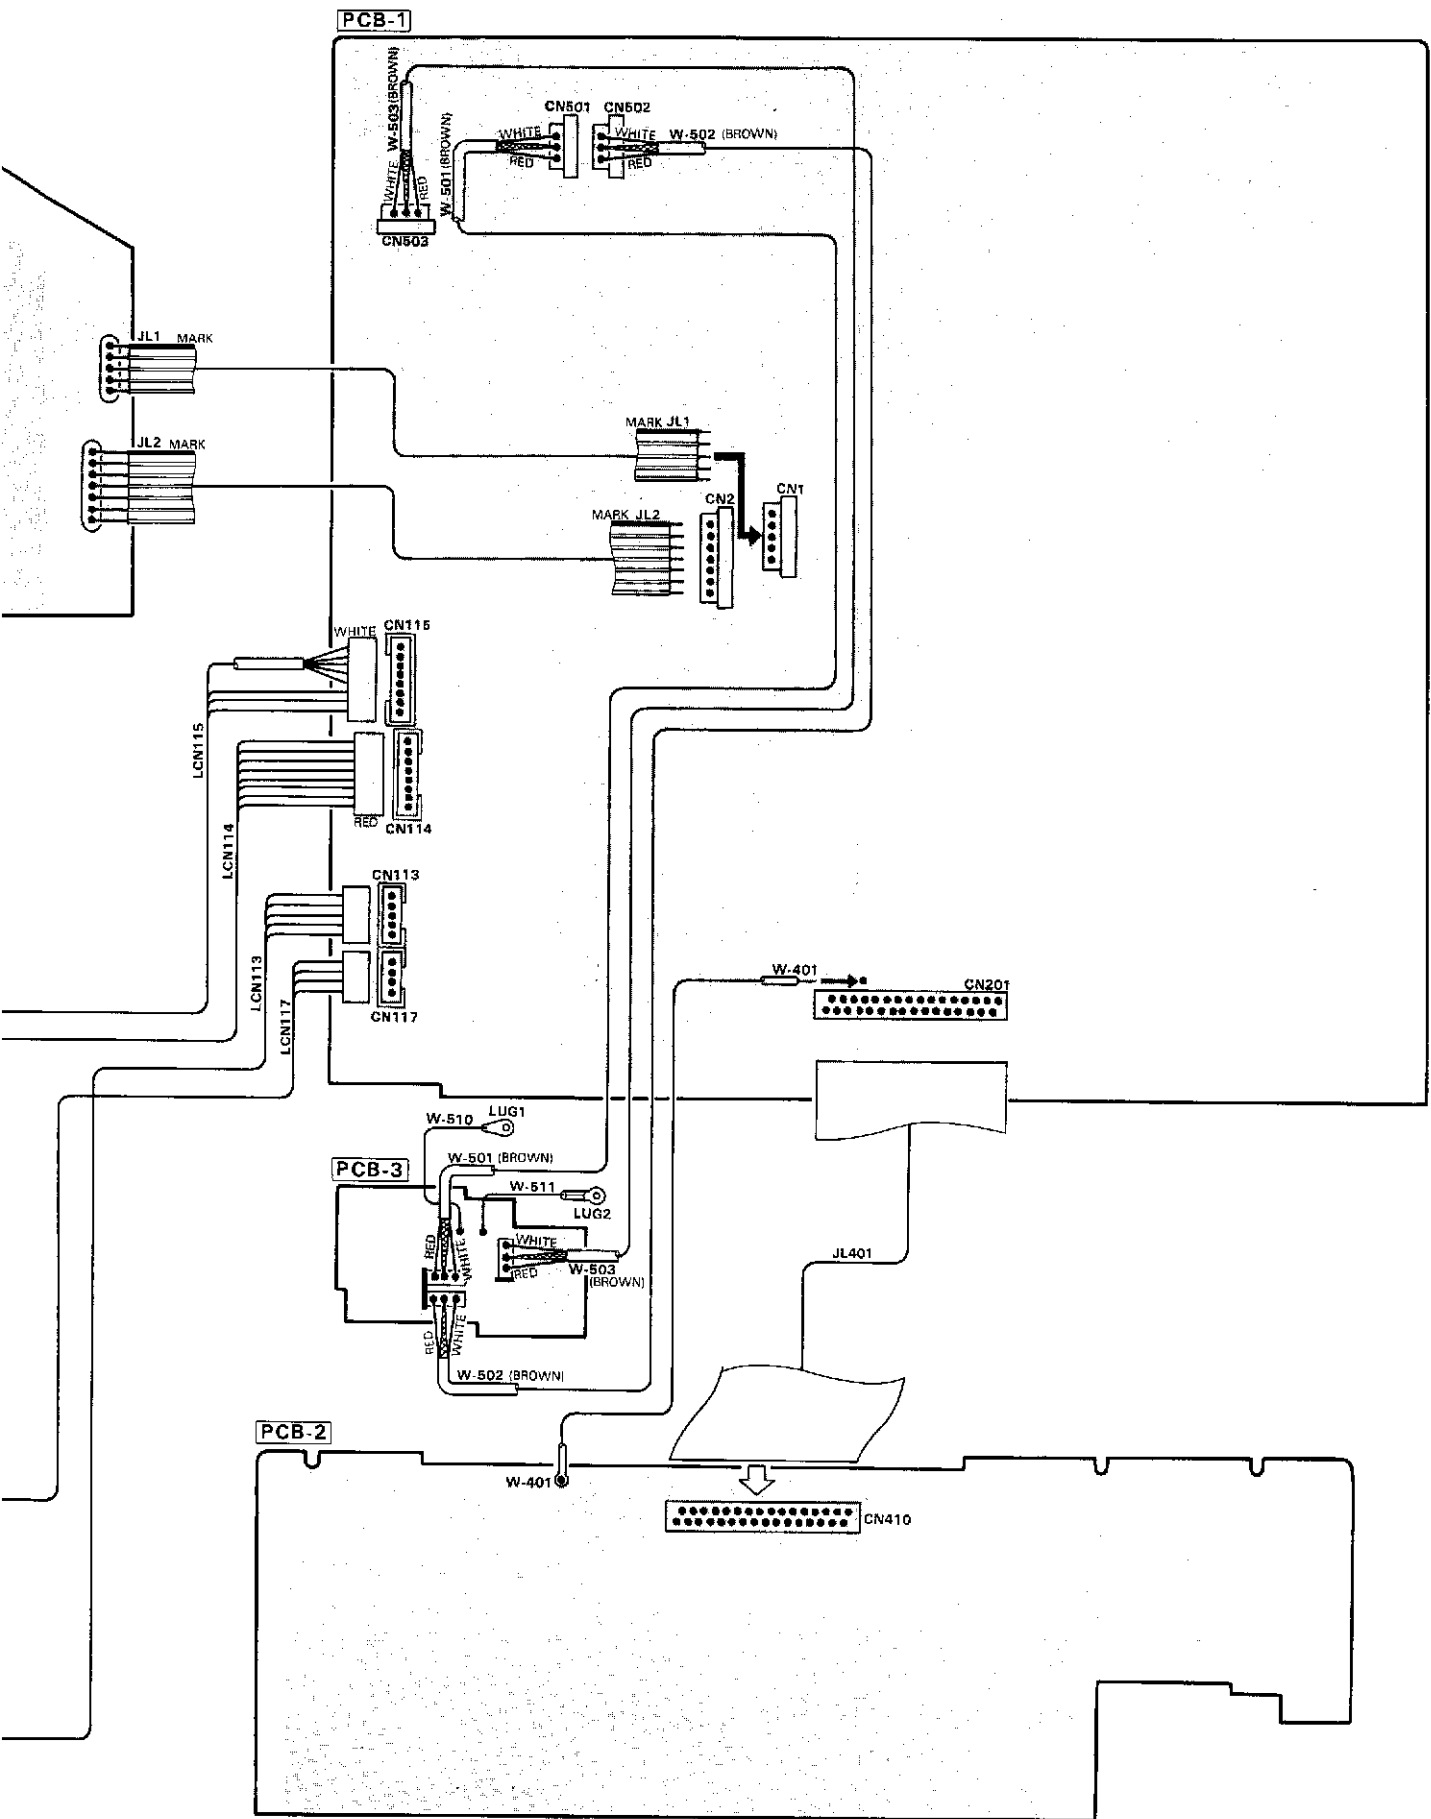 PCB-1
W-503(BROWN)
WHITE
RED
CN503
W-501(BROWN)
CN501
WHITE
RED
CN502
WHITE
RED
W-502 (BROWN)
JL1 MARK
JL2 MARK
MARK JL1
CN1
CN2
MARK JL2
WHITE
CN115
LCN115
RED
CN114
LCN114
CN113
LCN113
CN117
LCN117
W-401
CN201
W-510
LUG1
PCB-3
W-501 (BROWN)
W-511
LUG2
RED
WHITE
WHITE
RED
W-503
(BROWN)
JL401
RED
WHITE
W-502 (BROWN)
PCB-2
W-401
CN410